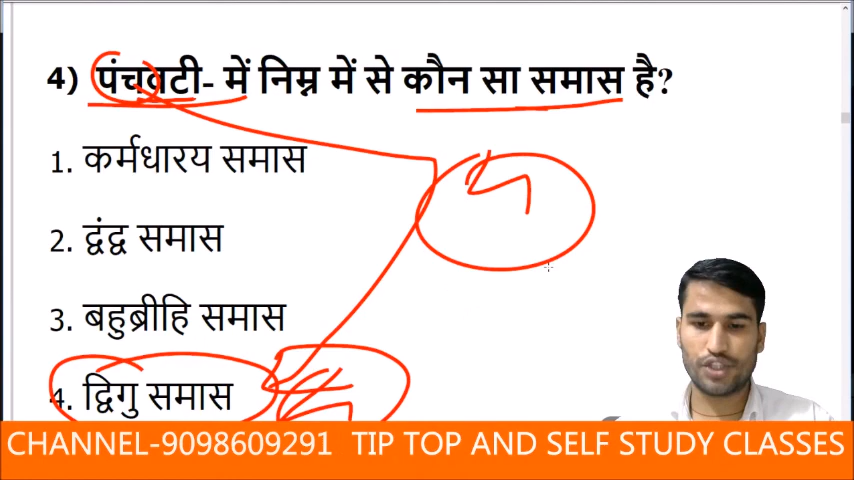 4) पंचवटी- में निम्न में से कौन सा समास है?
1. कर्मधारय समास
2. द्वंद्व समास
3. बहुब्रीहि समास
4. द्विगु समास
CHANNEL-9098609291 TIP TOP AND SELF STUDY CLASSES